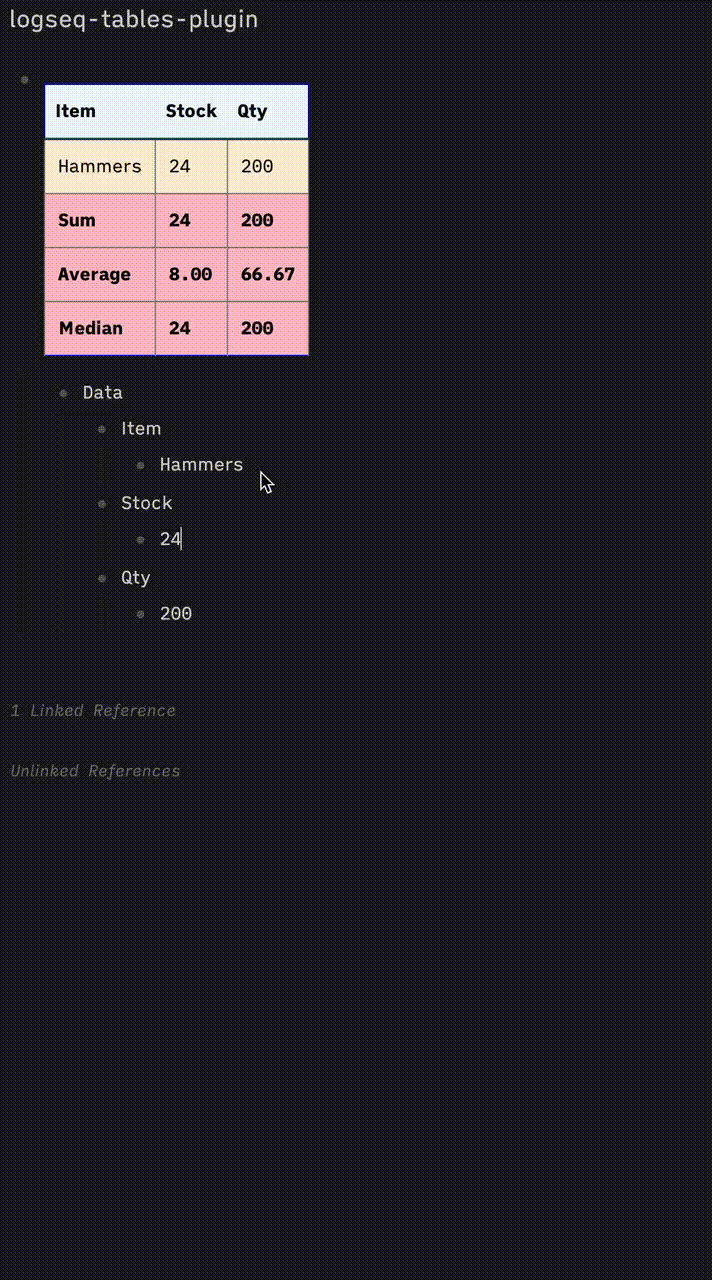 logseq-tables-plugin
Item Stock Qty
Hammers 24 200
Sum 24 200
Average 8.00 66.67
Median 24 200
Data
Item
Hammers
Stock
24
Qty
200
1 Linked Reference
Unlinked References